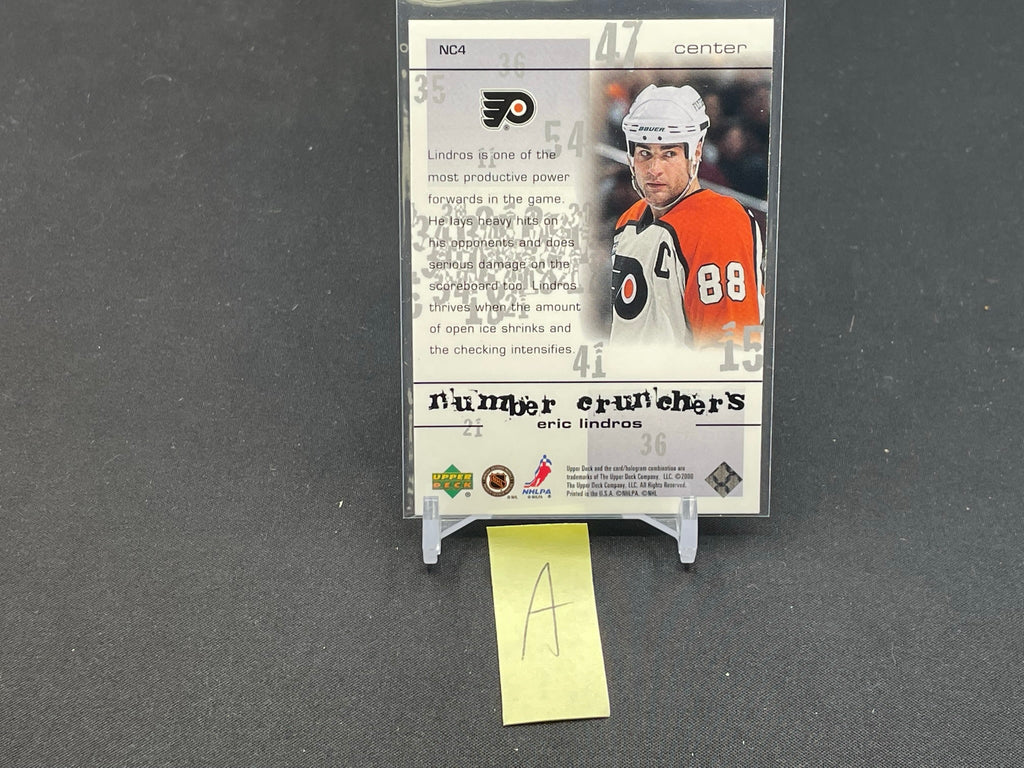 NC4
47
center
36
35
54
11
BAUER
Lindros is one of the
most productive power
forwards in the game.
He lays heavy hits on
his opponents and does
serious damage on the
scoreboard too. Lindros
thrives when the amount
of open ice shrinks and
the checking intensifies.
C
88
21
15
41
number crunchers
eric lindros
21
36
UPPER
DECK
NHLPA
Upper Deck and the card/hologram combination are
trademarks of The Upper Deck Company, LLC. ©2000
The Upper Deck Company, LLC. All Rights Reserved.
Printed in the U.S.A. ©NHLPA. ©NHL
A